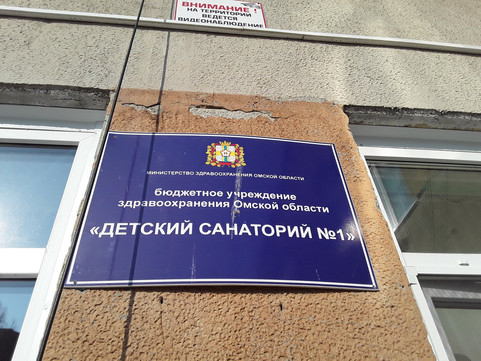 ВНИМАНИЕ !
НА ТЕРРИТОРИИ
ВЕДЕТСЯ
ВИДЕОНАБЛЮДЕНИЕ
МИНИСТЕРСТВО ЗДРАВООХРАНЕНИЯ ОМСКОЙ ОБЛАСТИ
бюджетное учреждение
здравоохранения Омской области
«ДЕТСКИЙ САНАТОРИЙ №1»